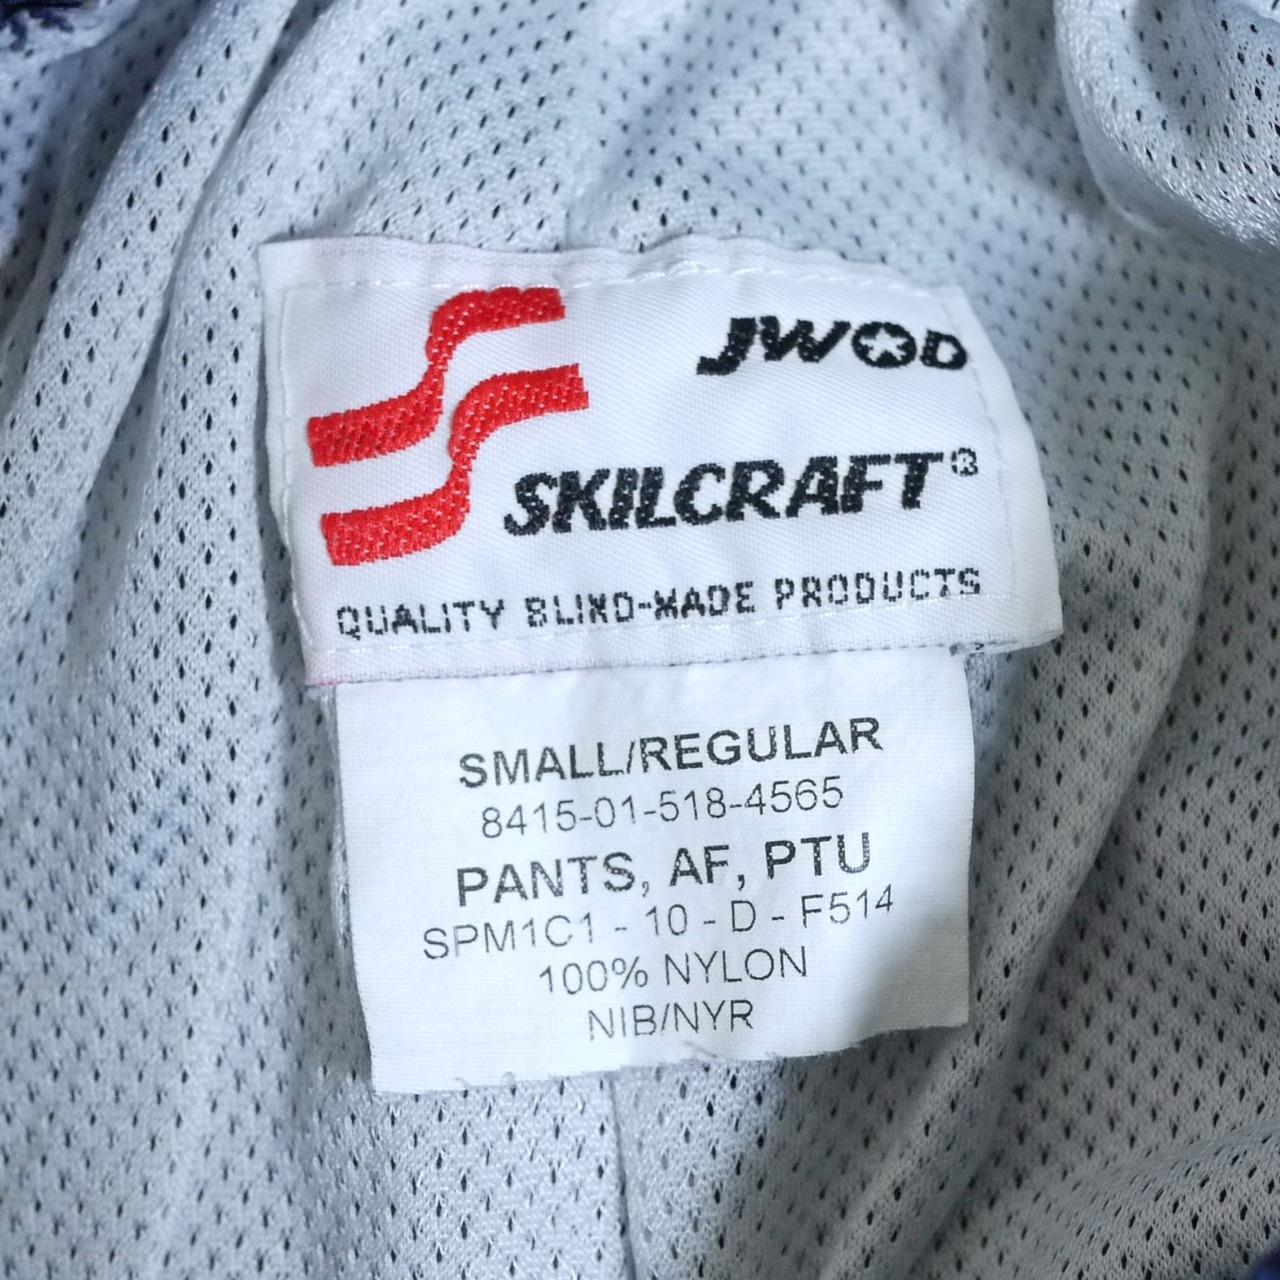 JWOD
SKILCRAFT®
QUALITY BLIND-MADE PRODUCTS
SMALL/REGULAR
8415-01-518-4565
PANTS, AF, PTU
SPM1C1 - 10 - D - F514
100% NYLON
NIB/NYR